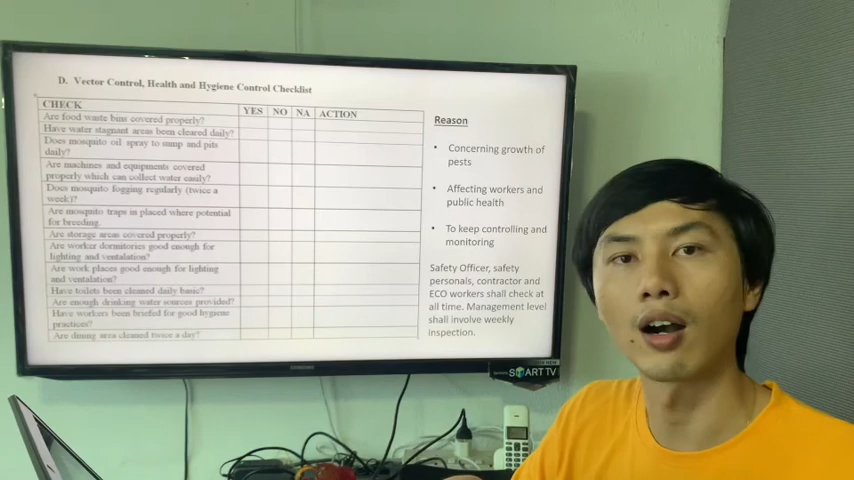 D. Vector Control, Health and Hygiene Control Checklist
CHECK YES NO NA ACTION
Are food waste bins covered properly?
Have water stagnant areas been cleared daily?
Does mosquito oil spray to sump and pits
daily?
Are machines and equipments covered
properly which can collect water easily?
Does mosquito fogging regularly (twice a
week)?
Are mosquito traps in placed where potential
for breeding.
Are storage areas covered properly?
Are worker dormitories good enough for
lighting and ventalation?
Are work places good enough for lighting
and ventalation?
Have toilets been cleaned daily basic?
Are enough drinking water sources provided?
Have workers been briefed for good hygiene
practices?
Are dining area cleaned twice a day?
Reason
• Concerning growth of
pests
• Affecting workers and
public health
• To keep controlling and
monitoring
Safety Officer, safety
personals, contractor and
ECO workers shall check at
all time. Management level
shall involve weekly
inspection.
SAMSUNG
SMART TV